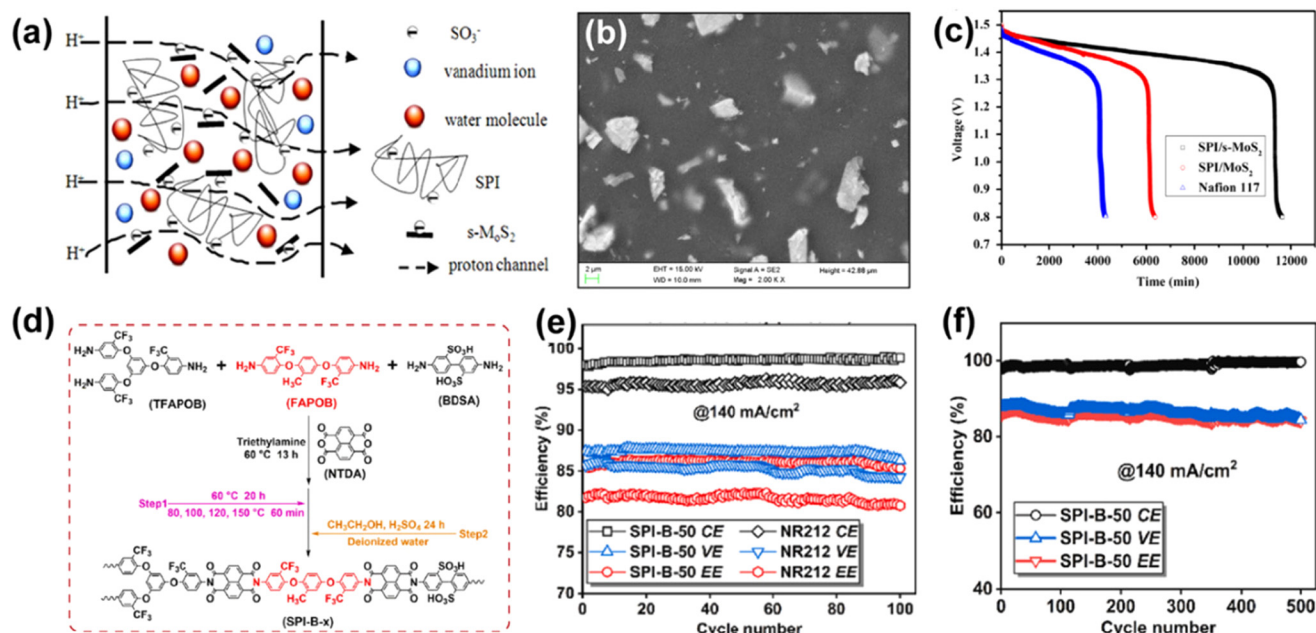 (a)
H⁺
H⁺
H⁺
H⁺
H⁺
SO₃⁻
vanadium ion
water molecule
SPI
s-MₒS₂
proton channel
(b)
2 μm
EHT = 15.00 kV
WD = 10.0 mm
Signal A = SE2
Mag = 2.00 K X
Height = 42.88 μm
(c)
Voltage (V)
1.5
1.4
1.3
1.2
1.1
1.0
0.9
0.8
0.7
SPI/s-MoS₂
SPI/MoS₂
Nafion 117
0 2000 4000 6000 8000 10000 12000
Time (min)
(d)
CF₃
H₂N
O
O
F₃C
NH₂
O
H₂N
CF₃
(TFAPOB)
+
CF₃
H₂N
O
O
NH₂
H₃C
F₃C
(FAPOB)
+
SO₃H
H₂N
NH₂
HO₃S
(BDSA)
Triethylamine
60 °C 13 h
O O O
O O O
(NTDA)
Step1
60 °C 20 h
80, 100, 120, 150 °C 60 min
CH₃CH₂OH, H₂SO₄ 24 h
Deionized water
Step2
CF₃
O
O
O
F₃C
N
O O
O O
N
CF₃
O
O
H₃C
F₃C
N
O O
O O
N
SO₃H
HO₃S
CF₃
(SPI-B-x)
(e)
Efficiency (%)
100
95
90
85
80
75
70
@140 mA/cm²
SPI-B-50 CE NR212 CE
SPI-B-50 VE NR212 VE
SPI-B-50 EE NR212 EE
0 20 40 60 80 100
Cycle number
(f)
Efficiency (%)
100
80
60
40
@140 mA/cm²
SPI-B-50 CE
SPI-B-50 VE
SPI-B-50 EE
0 100 200 300 400 500
Cycle number